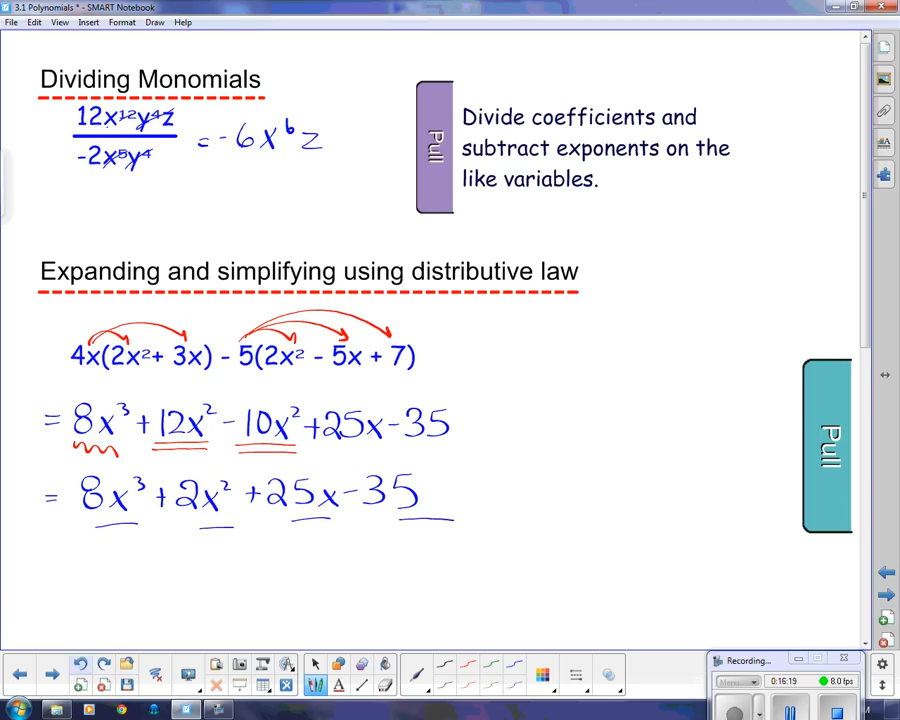 3.1 Polynomials * - SMART Notebook
File Edit View Insert Format Draw Help
Dividing Monomials
12x¹²y⁴z
-2x⁵y⁴
= -6x⁶z
Pull
Divide coefficients and
subtract exponents on the
like variables.
Expanding and simplifying using distributive law
4x(2x²+ 3x) - 5(2x² - 5x + 7)
= 8x³ + 12x² - 10x² + 25x - 35
= 8x³ + 2x² + 25x - 35
Pull
Recording...
Menu
0:16:19
8.0 fps